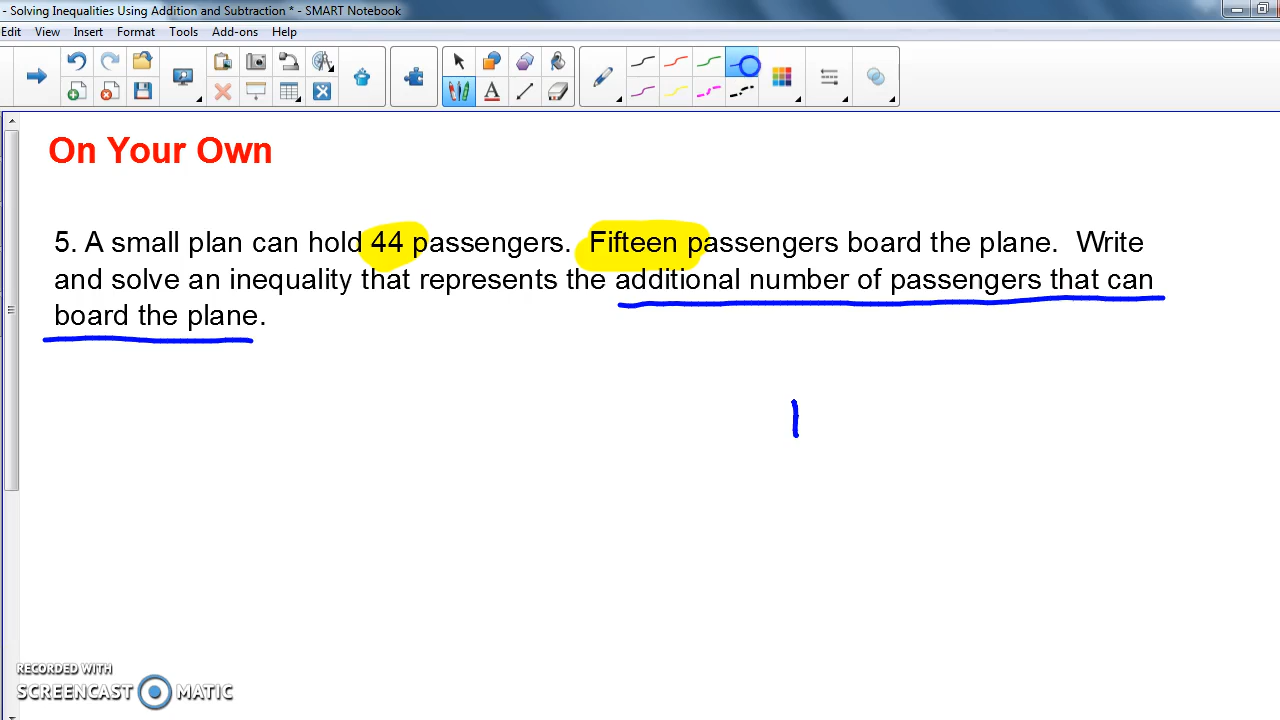 - Solving Inequalities Using Addition and Subtraction * - SMART Notebook
Edit View Insert Format Tools Add-ons Help
On Your Own
5. A small plan can hold 44 passengers. Fifteen passengers board the plane. Write
and solve an inequality that represents the additional number of passengers that can
board the plane.
RECORDED WITH
SCREENCAST MATIC